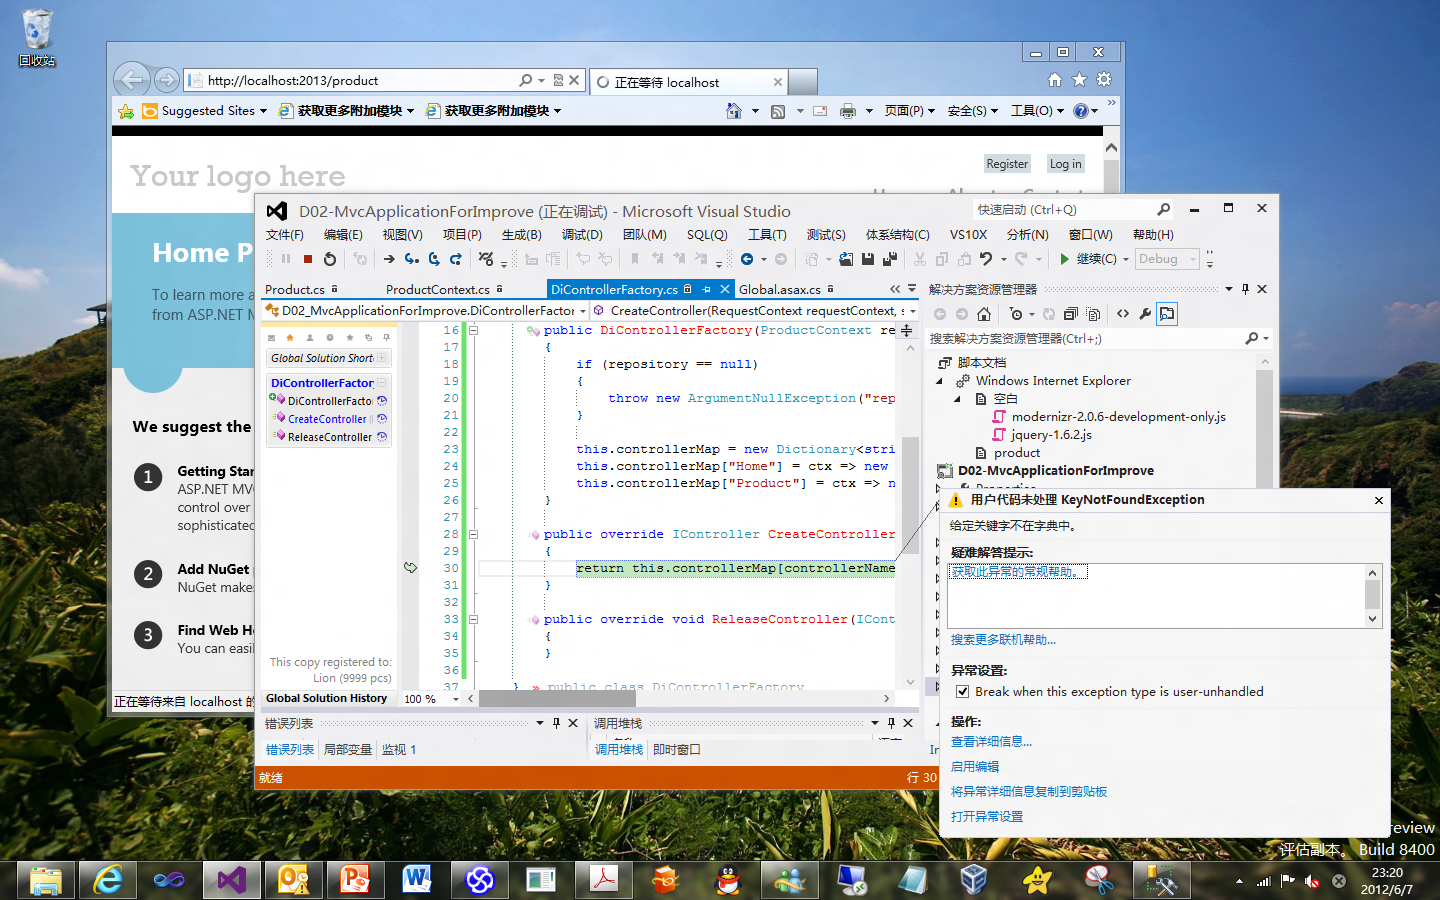 回收站
http://localhost:2013/product
正在等待 localhost
Suggested Sites
获取更多附加模块
获取更多附加模块
页面(P)
安全(S)
工具(O)
Register
Log in
Your logo here
Home P
To learn more a
from ASP.NET M
We suggest the
1
Getting Star
ASP.NET MV
control over
sophisticated
2
Add NuGet
NuGet make
3
Find Web H
You can easil
正在等待来自 localhost 的
D02-MvcApplicationForImprove (正在调试) - Microsoft Visual Studio
快速启动 (Ctrl+Q)
文件(F) 编辑(E) 视图(V) 项目(P) 生成(B) 调试(D) 团队(M) SQL(Q) 工具(T) 测试(S) 体系结构(C) VS10X 分析(N) 窗口(W) 帮助(H)
继续(C)
Debug
Product.cs
ProductContext.cs
DiControllerFactory.cs
Global.asax.cs
D02_MvcApplicationForImprove.DiControllerFactor
CreateController(RequestContext requestContext, s
Global Solution Short
DiControllerFactory
DiControllerFacto
CreateController
ReleaseController
This copy registered to:
Lion (9999 pcs)
Global Solution History
16 public DiControllerFactory(ProductContext re
17 {
18 if (repository == null)
19 {
20 throw new ArgumentNullException("rep
21 }
22
23 this.controllerMap = new Dictionary<stri
24 this.controllerMap["Home"] = ctx => new
25 this.controllerMap["Product"] = ctx => n
26 }
27
28 public override IController CreateController
29 {
30 return this.controllerMap[controllerName
31 }
32
33 public override void ReleaseController(ICont
34 {
35 }
36
37 } » public class DiControllerFactory
100 %
解决方案资源管理器
搜索解决方案资源管理器(Ctrl+;)
脚本文档
Windows Internet Explorer
空白
modernizr-2.0.6-development-only.js
jquery-1.6.2.js
product
D02-MvcApplicationForImprove
Properties
错误列表
错误列表 局部变量 监视 1
调用堆栈
调用堆栈 即时窗口
就绪
行 30
用户代码未处理 KeyNotFoundException
给定关键字不在字典中。
疑难解答提示:
获取此异常的常规帮助。
搜索更多联机帮助...
异常设置:
Break when this exception type is user-unhandled
操作:
查看详细信息...
启用编辑
将异常详细信息复制到剪贴板
打开异常设置
review
评估副本。 Build 8400
23:20
2012/6/7